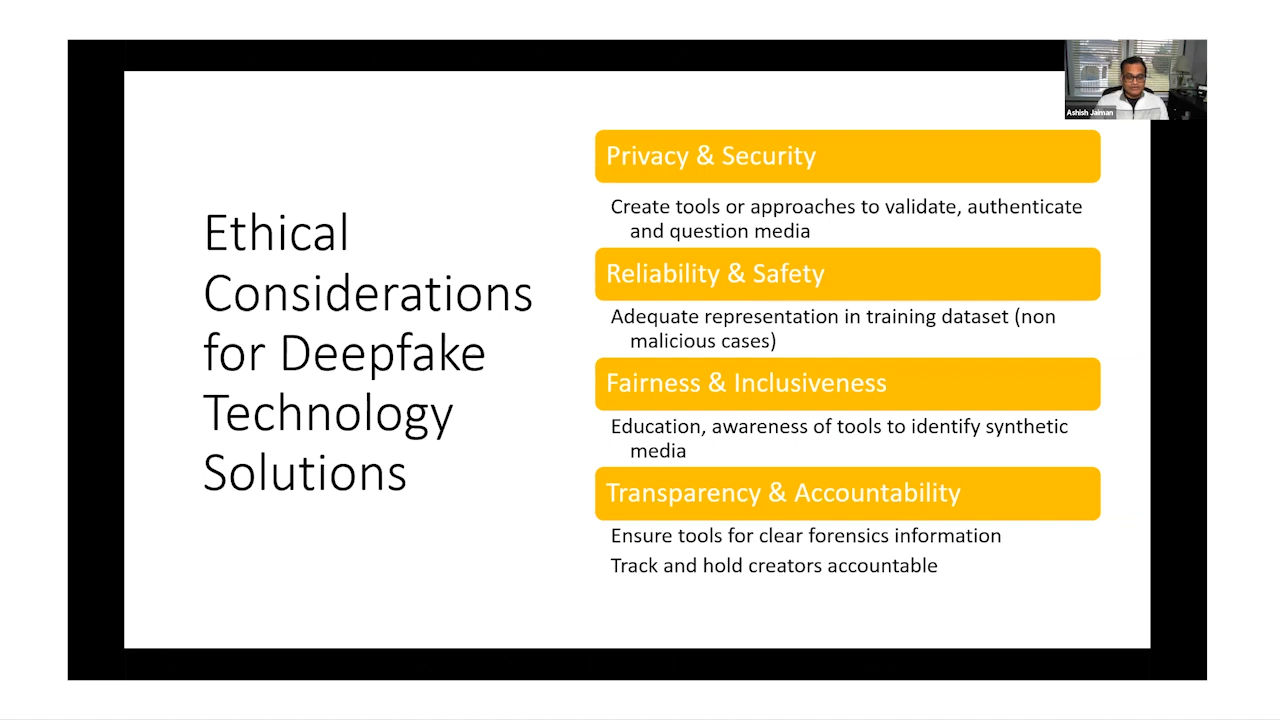 Ashish Jaiman
Ethical
Considerations
for Deepfake
Technology
Solutions
Privacy & Security
Create tools or approaches to validate, authenticate
and question media
Reliability & Safety
Adequate representation in training dataset (non
malicious cases)
Fairness & Inclusiveness
Education, awareness of tools to identify synthetic
media
Transparency & Accountability
Ensure tools for clear forensics information
Track and hold creators accountable